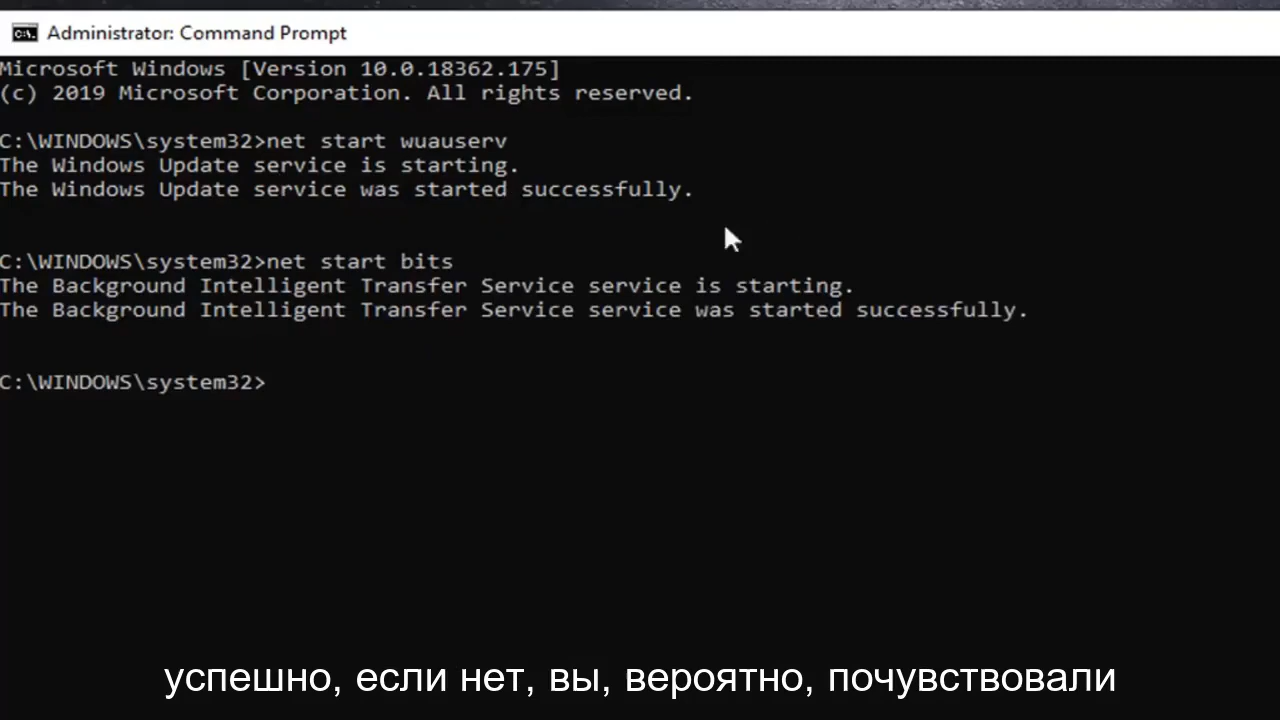 Administrator: Command Prompt
Microsoft Windows [Version 10.0.18362.175]
(c) 2019 Microsoft Corporation. All rights reserved.
C:\WINDOWS\system32>net start wuauserv
The Windows Update service is starting.
The Windows Update service was started successfully.
C:\WINDOWS\system32>net start bits
The Background Intelligent Transfer Service service is starting.
The Background Intelligent Transfer Service service was started successfully.
C:\WINDOWS\system32>
успешно, если нет, вы, вероятно, почувствовали